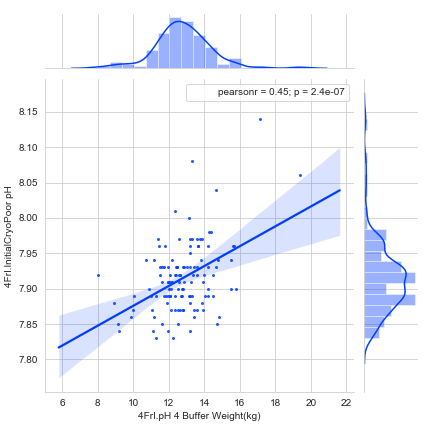 pearsonr = 0.45; p = 2.4e-07
8.15
8.10
8.05
8.00
7.95
7.90
7.85
7.80
4FrI.InitialCryoPoor pH
6 8 10 12 14 16 18 20 22
4FrI.pH 4 Buffer Weight(kg)